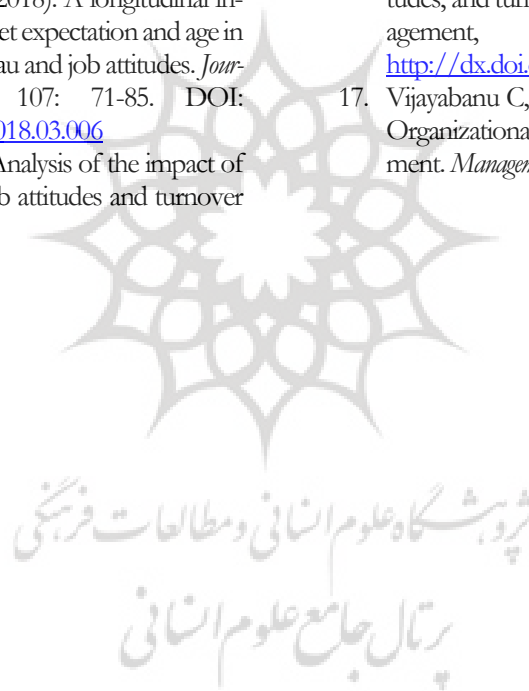 2018). A longitudinal in-
et expectation and age in
au and job attitudes. Jour-
107: 71-85. DOI:
018.03.006
Analysis of the impact of
b attitudes and turnover
tudes, and turn
agement,
http://dx.doi.
17. Vijayabanu C,
Organizational
ment. Managem
پژوهشگاه علوم انسانی و مطالعات فرهنگی
پرتال جامع علوم انسانی